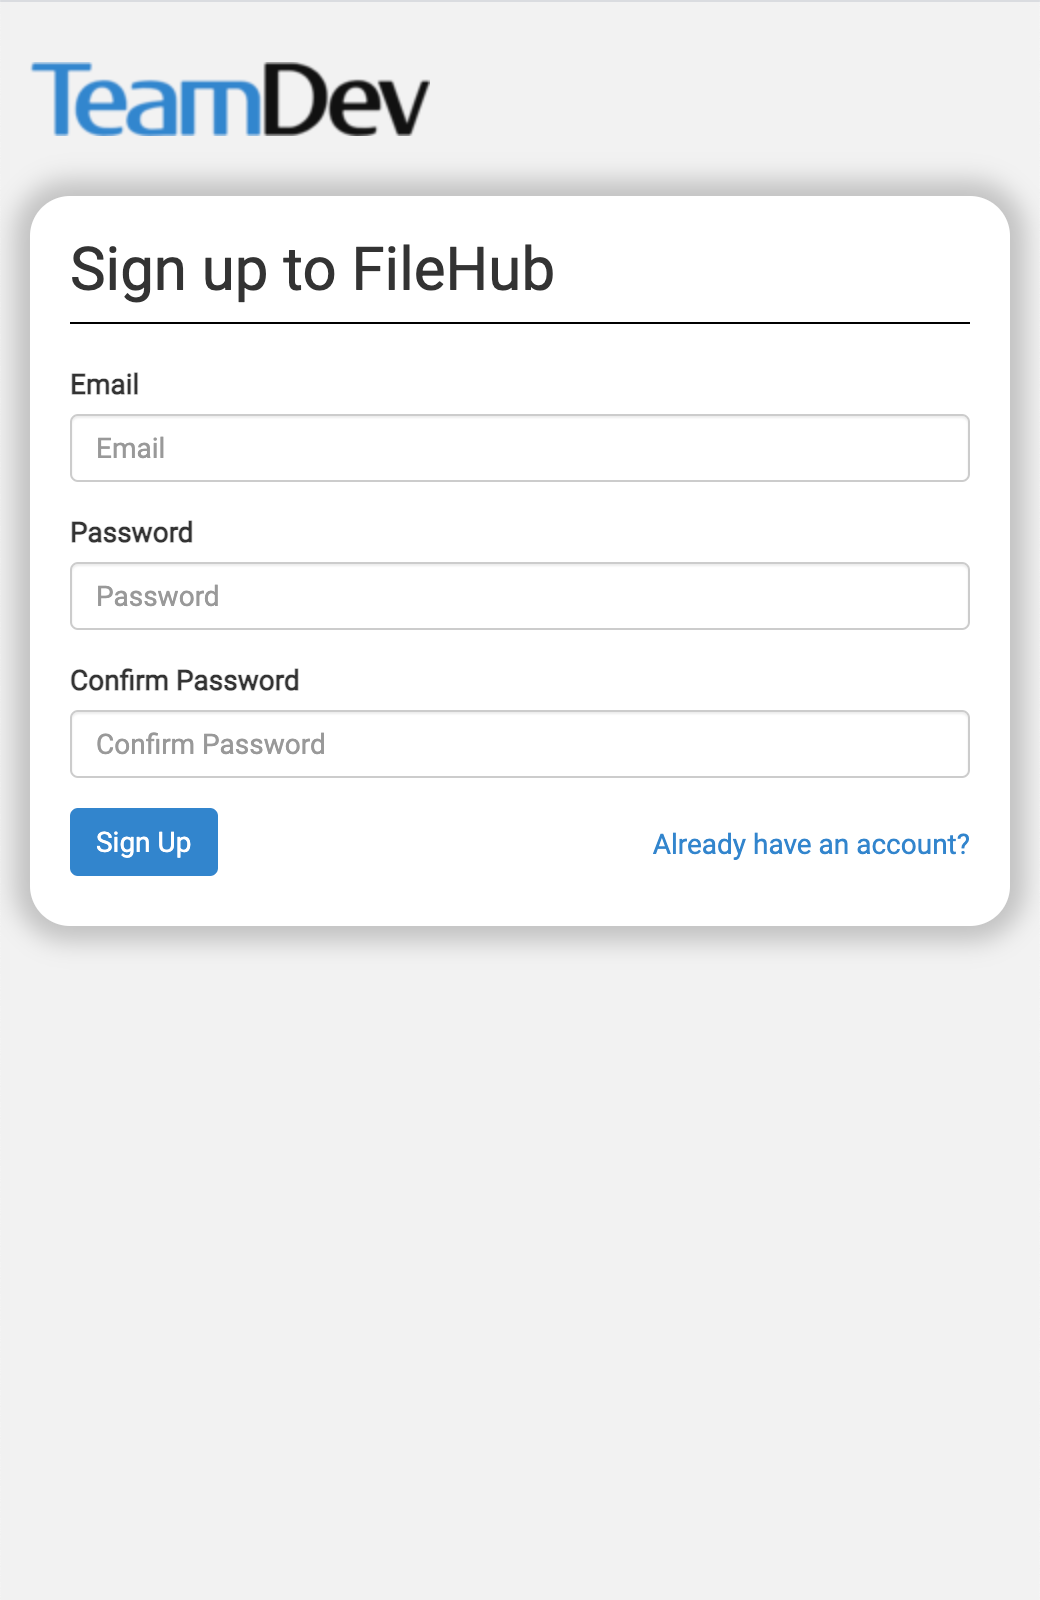 TeamDev
Sign up to FileHub
Email
Email
Password
Password
Confirm Password
Confirm Password
Sign Up
Already have an account?